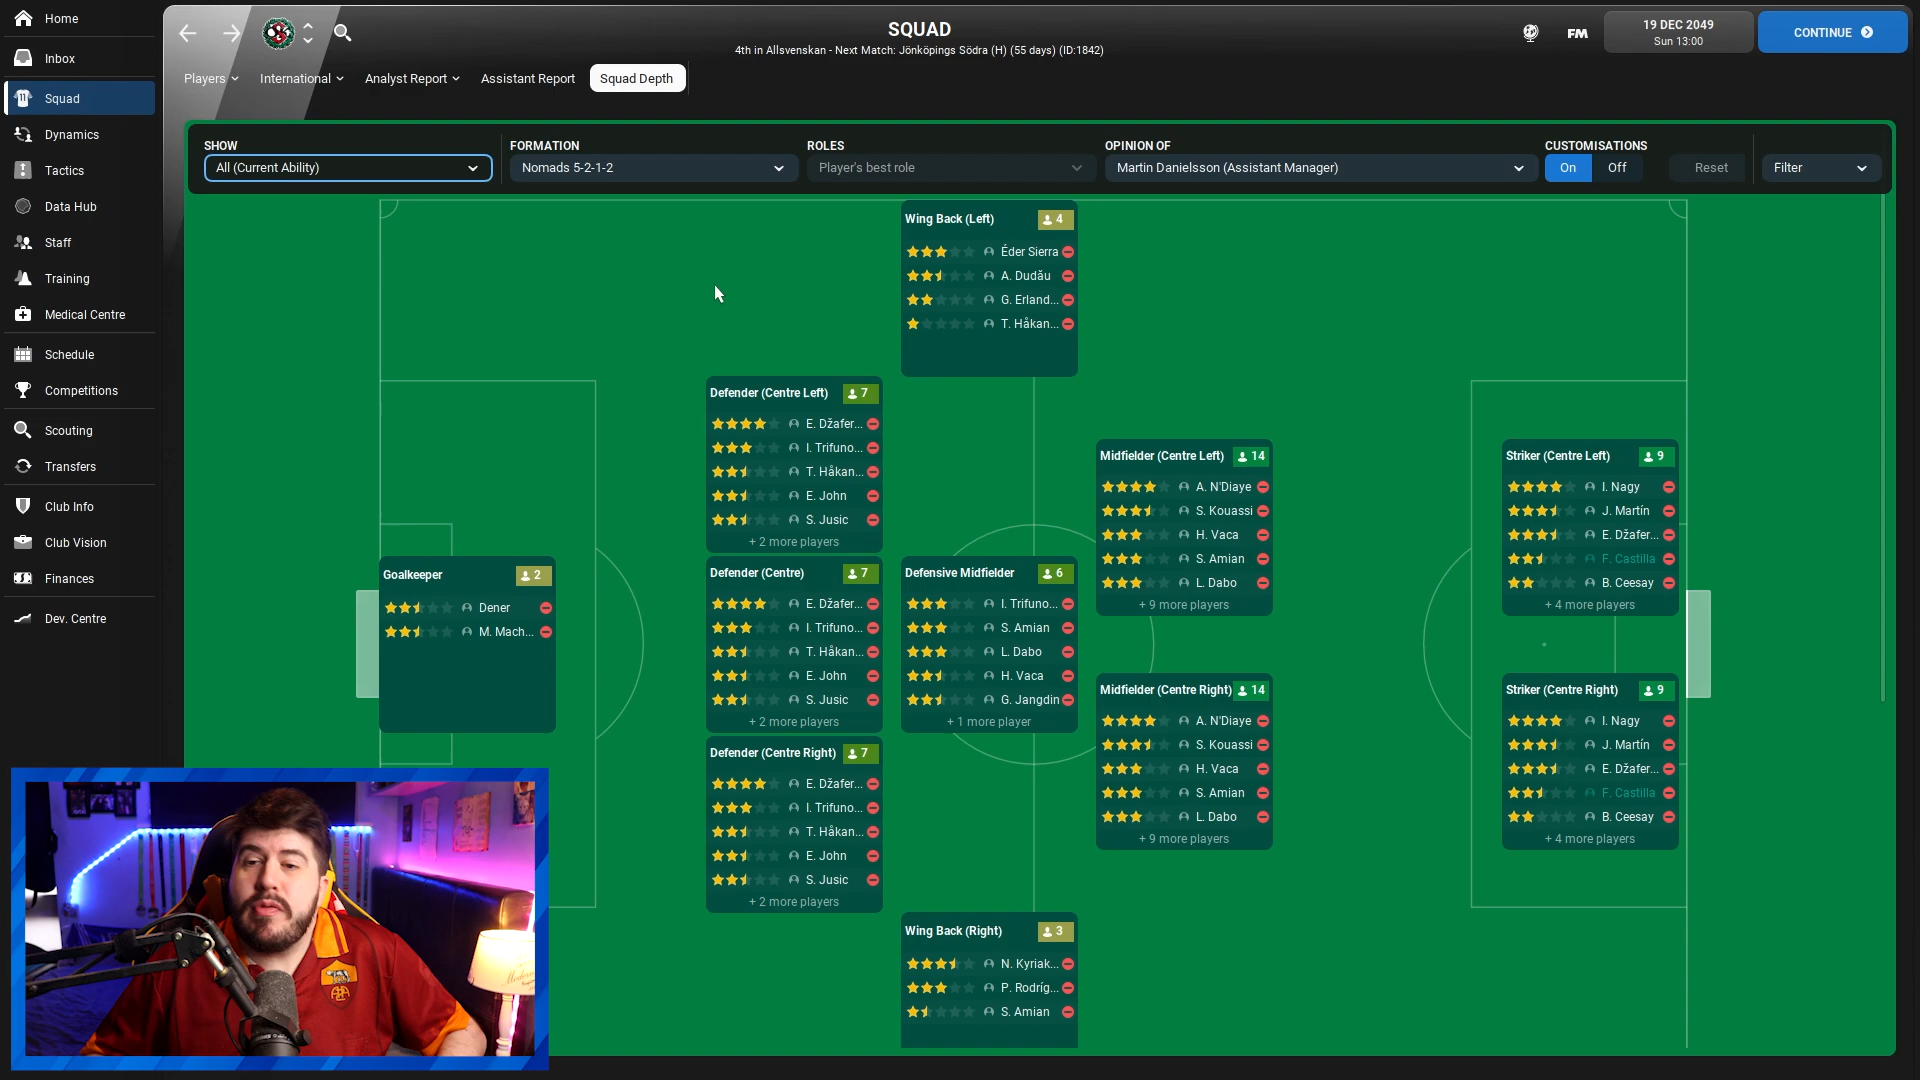 Home
Inbox
Squad
Dynamics
Tactics
Data Hub
Staff
Training
Medical Centre
Schedule
Competitions
Scouting
Transfers
Club Info
Club Vision
Finances
Dev. Centre
SQUAD
4th in Allsvenskan - Next Match: Jönköpings Södra (H) (55 days) (ID:1842)
FM
19 DEC 2049
Sun 13:00
CONTINUE
Players
International
Analyst Report
Assistant Report
Squad Depth
SHOW
All (Current Ability)
FORMATION
Nomads 5-2-1-2
ROLES
Player's best role
OPINION OF
Martin Danielsson (Assistant Manager)
CUSTOMISATIONS
On
Off
Reset
Filter
Wing Back (Left)
4
Éder Sierra
A. Dudău
G. Erland...
T. Håkan...
Defender (Centre Left)
7
E. Džafer...
I. Trifuno...
T. Håkan...
E. John
S. Jusic
+ 2 more players
Midfielder (Centre Left)
14
A. N'Diaye
S. Kouassi
H. Vaca
S. Amian
L. Dabo
+ 9 more players
Striker (Centre Left)
9
I. Nagy
J. Martín
E. Džafer...
F. Castilla
B. Ceesay
+ 4 more players
Goalkeeper
2
Dener
M. Mach...
Defender (Centre)
7
E. Džafer...
I. Trifuno...
T. Håkan...
E. John
S. Jusic
+ 2 more players
Defensive Midfielder
6
I. Trifuno...
S. Amian
L. Dabo
H. Vaca
G. Jangdin
+ 1 more player
Midfielder (Centre Right)
14
A. N'Diaye
S. Kouassi
H. Vaca
S. Amian
L. Dabo
+ 9 more players
Striker (Centre Right)
9
I. Nagy
J. Martín
E. Džafer...
F. Castilla
B. Ceesay
+ 4 more players
Defender (Centre Right)
7
E. Džafer...
I. Trifuno...
T. Håkan...
E. John
S. Jusic
+ 2 more players
Wing Back (Right)
3
N. Kyriak...
P. Rodríg...
S. Amian